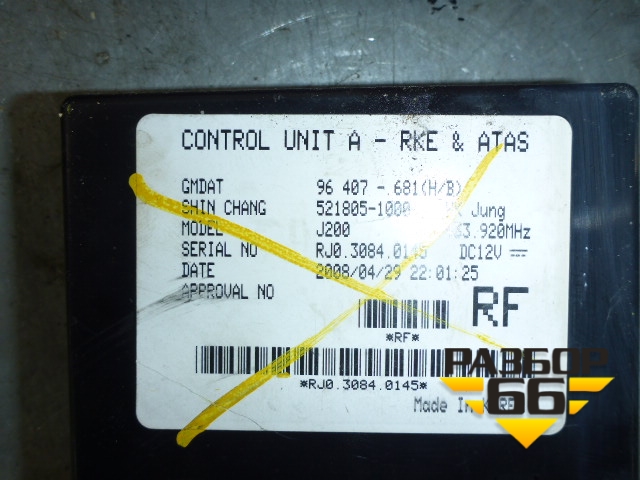 CONTROL UNIT A - RKE & ATAS
GMDAT 96 407 - 681(H/B)
SHIN CHANG 521805-1000 Jung
MODEL J200 33.920MHz
SERIAL NO RJ0.3084.0145 DC12V
DATE 2008/04/29 22:01:25
APPROVAL NO
RF
*RF*
*RJ0.3084.0145*
Made In
РАЗБОР
66